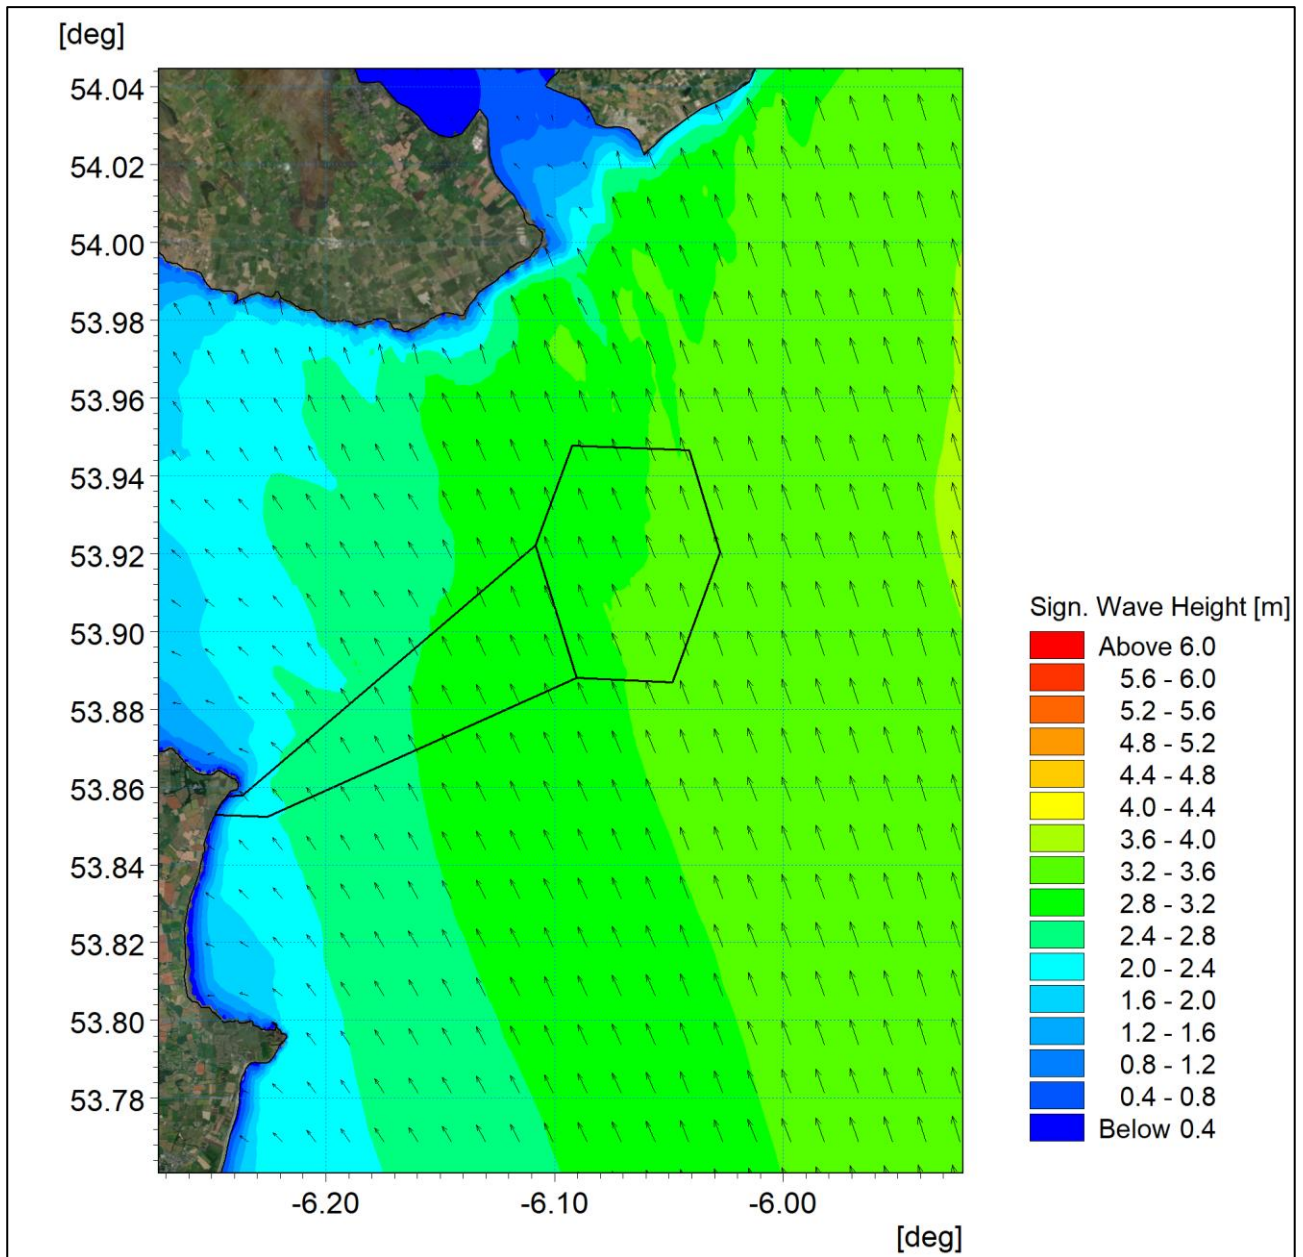 [deg]
54.04
54.02
54.00
53.98
53.96
53.94
53.92
53.90
53.88
53.86
53.84
53.82
53.80
53.78
-6.20
-6.10
-6.00
[deg]
Sign. Wave Height [m]
Above 6.0
5.6 - 6.0
5.2 - 5.6
4.8 - 5.2
4.4 - 4.8
4.0 - 4.4
3.6 - 4.0
3.2 - 3.6
2.8 - 3.2
2.4 - 2.8
2.0 - 2.4
1.6 - 2.0
1.2 - 1.6
0.8 - 1.2
0.4 - 0.8
Below 0.4